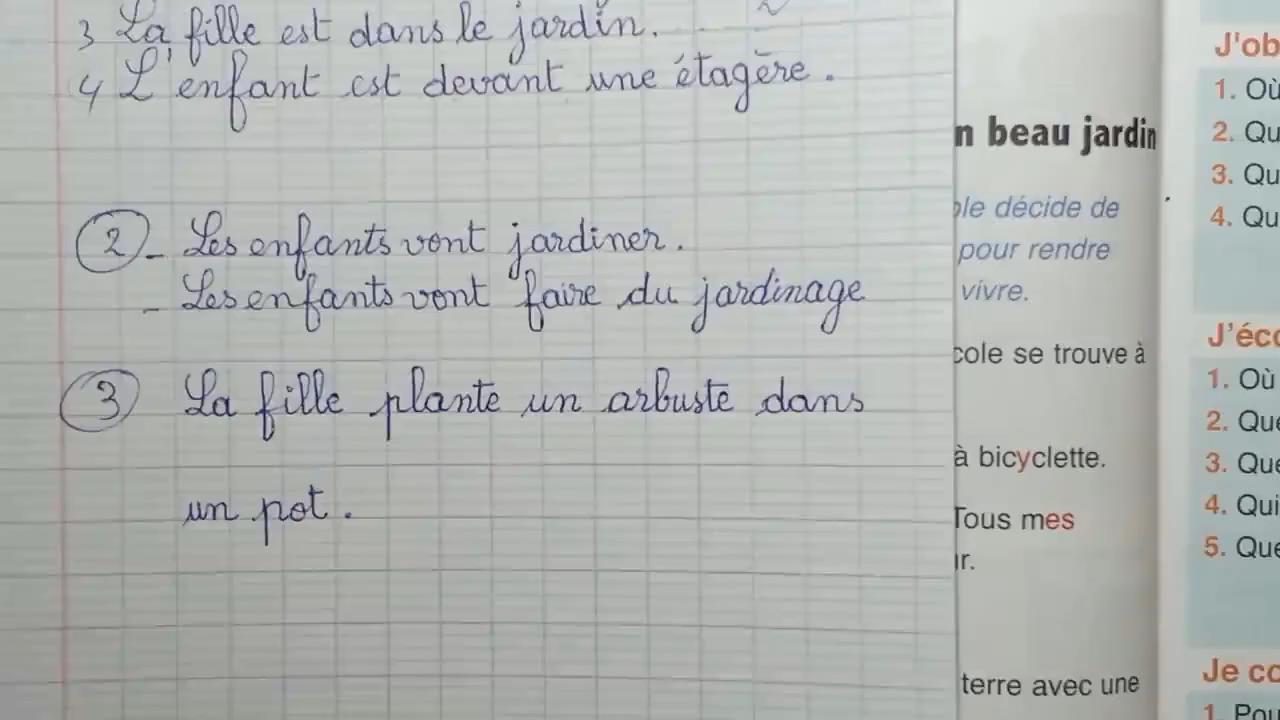 3 La fille est dans le jardin.
4 L'enfant est devant une étagère.
2 - Les enfants vont jardiner.
- Les enfants vont faire du jardinage
3 La fille plante un arbuste dans
un pot.
n beau jardin
ole décide de
pour rendre
vivre.
cole se trouve à
à bicyclette.
Tous mes
ir.
terre avec une
J'ob
1. Où
2. Qu
3. Qu
4. Qu
J'éco
1. Où
2. Que
3. Que
4. Qui
5. Que
Je co
1. Pou